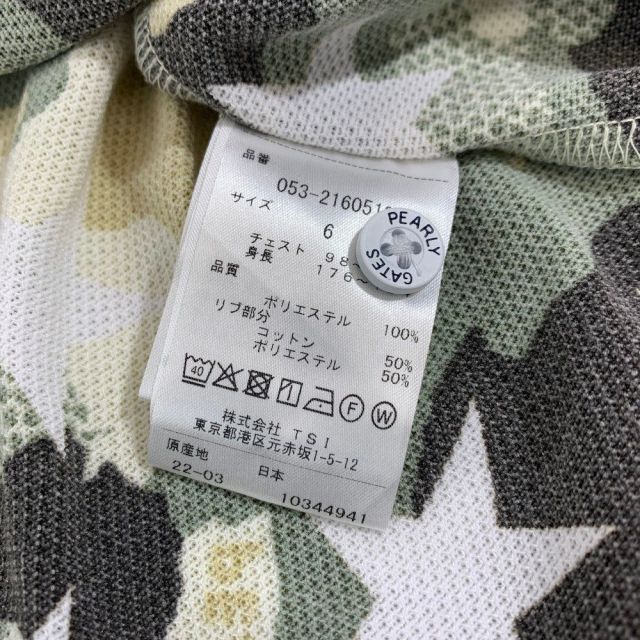 品番
053-216051
サイズ
6
チェスト 98
身長 176
品質
ポリエステル 100%
リブ部分
コットン 50%
ポリエステル 50%
40
F W
株式会社 TSI
東京都港区元赤坂1-5-12
原産地 日本
22-03 10344941
PEARLY GATES